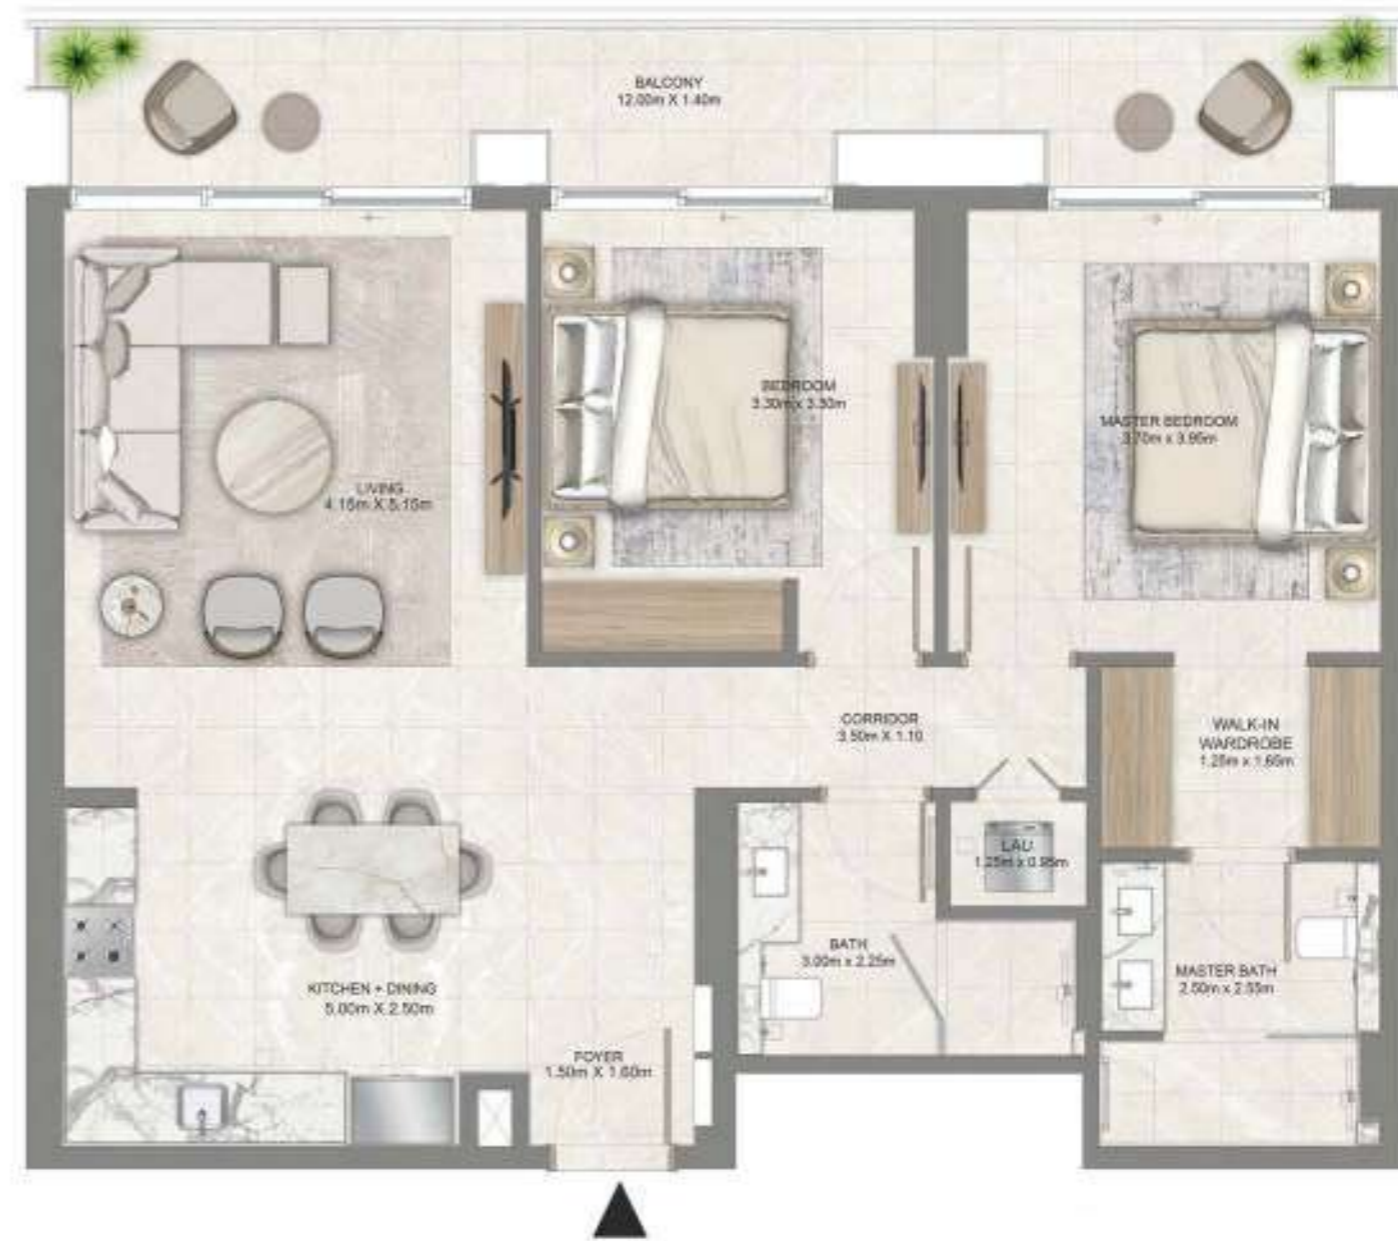 BALCONY
12.00m X 1.40m
BEDROOM
3.30m x 3.30m
MASTER BEDROOM
3.70m x 3.95m
LIVING
4.15m X 5.15m
CORRIDOR
3.50m X 1.10
WALK-IN
WARDROBE
1.25m x 1.65m
LAU
1.25m x 0.95m
BATH
3.00m x 2.25m
MASTER BATH
2.50m x 2.55m
KITCHEN + DINING
5.00m X 2.50m
FOYER
1.50m X 1.60m